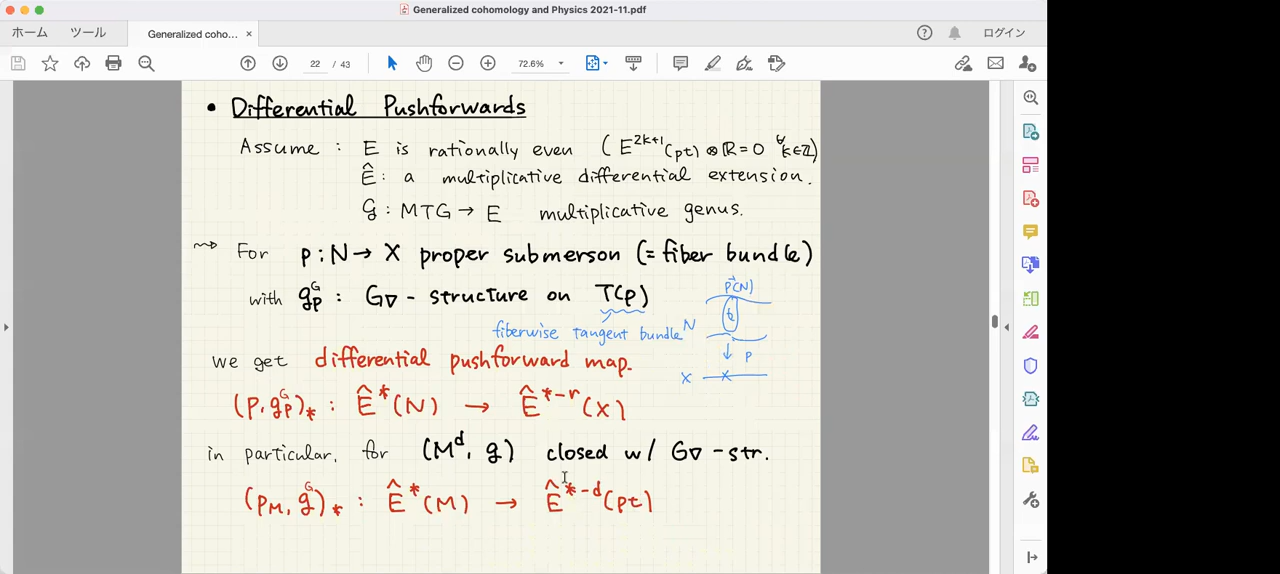 Generalized cohomology and Physics 2021-11.pdf
ホーム ツール Generalized coho... × ログイン
22 / 43 72.6%
• Differential Pushforwards
Assume : E is rationally even ( E^{2k+1}(pt) ⊗ ℝ = 0 ∀k∈ℤ)
Ê : a multiplicative differential extension.
G : MTG → E multiplicative genus.
⇝ For p : N → X proper submerson (= fiber bundle)
with g_p^G : G∇ - structure on T(p)
fiberwise tangent bundle
N
p
X
we get differential pushforward map.
(p, g_p^G)_* : Ê^*(N) → Ê^{*-r}(X)
in particular, for (M^d, g) closed w/ G∇ -str.
(p_M, g^G)_* : Ê^*(M) → Ê^{*-d}(pt)